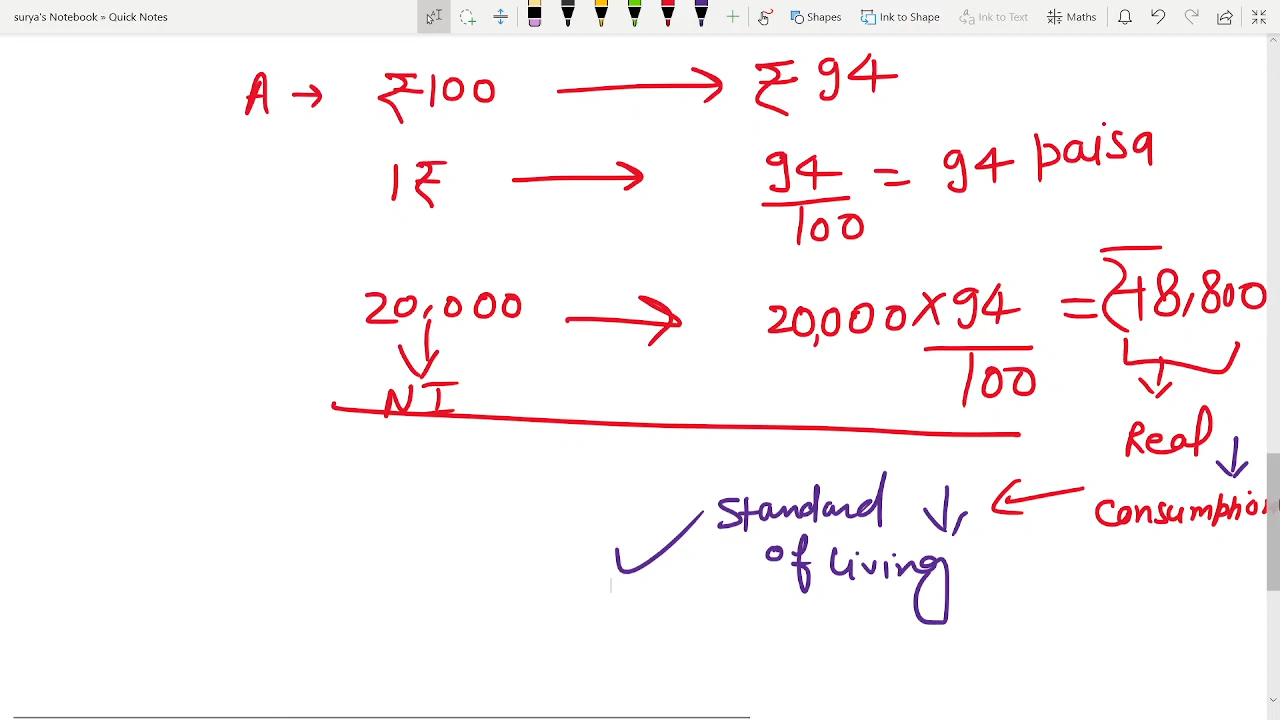 surya's Notebook » Quick Notes
Shapes Ink to Shape Ink to Text Maths
A → ₹100 → ₹ 94
1₹ → 94/100 = 94 paisa
20,000 → 20,000 × 94/100 = ₹18,800
NI
Real ↓
Standard ↓, ← Consumption
of living